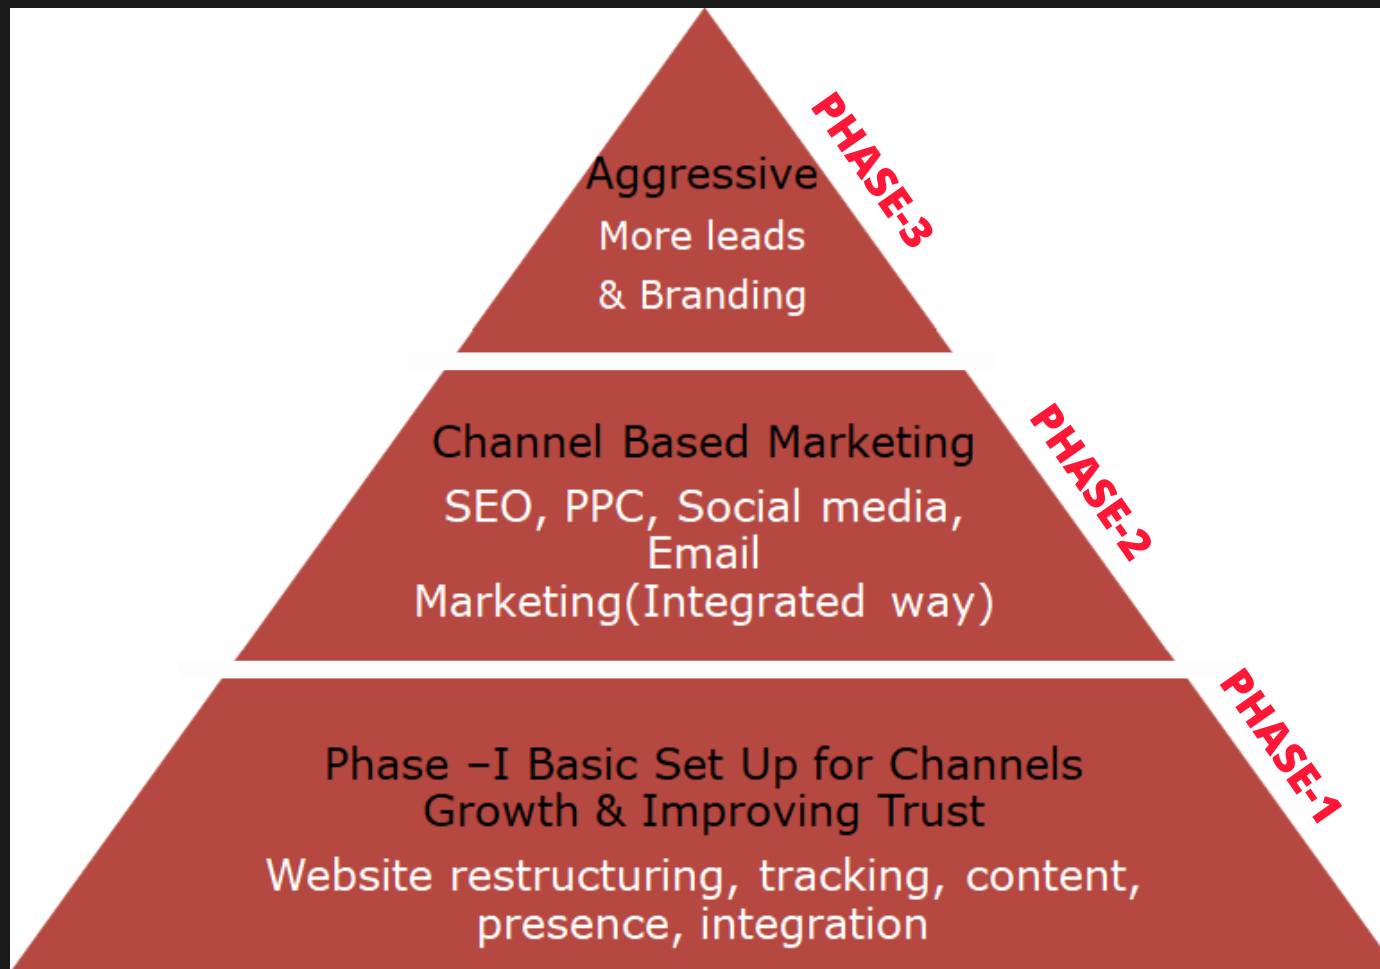 Aggressive
More leads
& Branding
PHASE-3
Channel Based Marketing
SEO, PPC, Social media,
Email
Marketing(Integrated way)
PHASE-2
Phase –I Basic Set Up for Channels
Growth & Improving Trust
Website restructuring, tracking, content,
presence, integration
PHASE-1